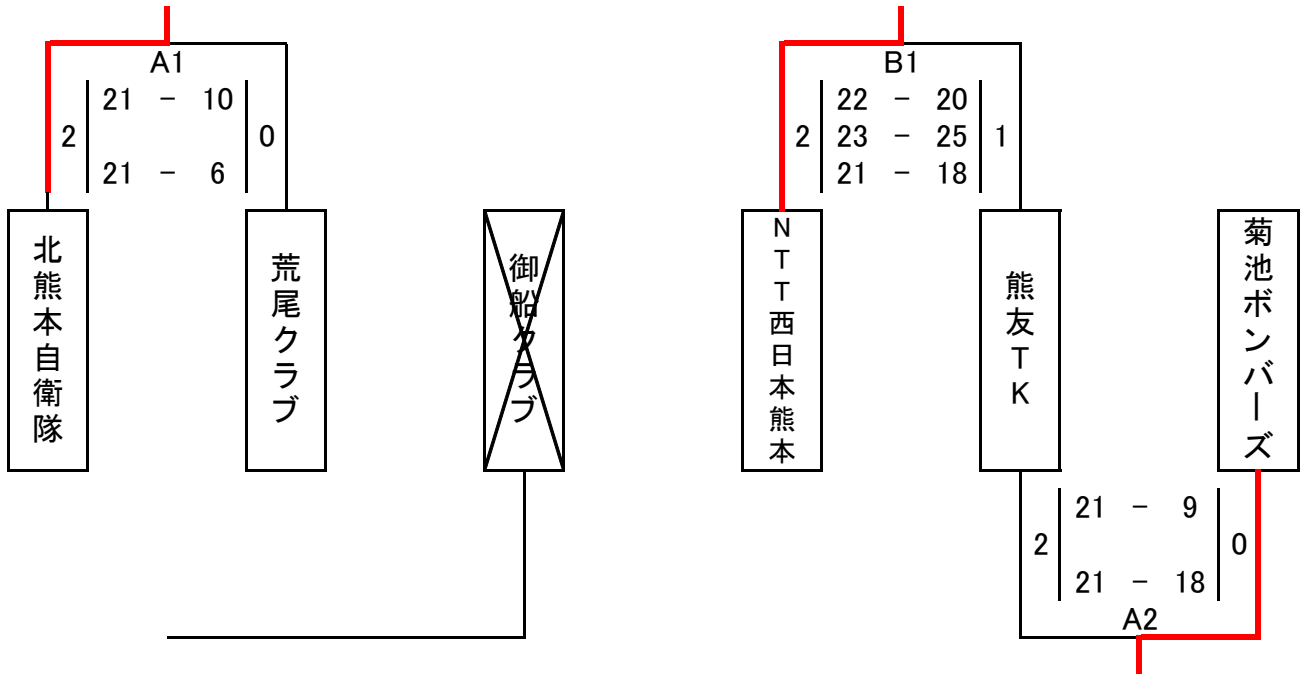 A1
2 21 － 10 0
21 － 6
B1
22 － 20
2 23 － 25 1
21 － 18
北熊本自衛隊
荒尾クラブ
御船クラブ
NTT西日本熊本
熊友TK
菊池ボンバーズ
21 － 9
2 0
21 － 18
A2